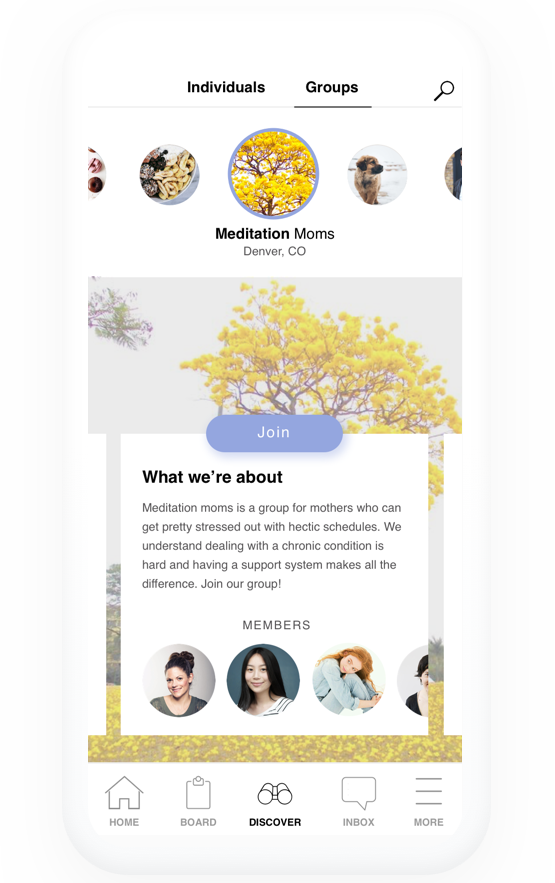 Individuals Groups
Meditation Moms
Denver, CO
Join
What we’re about
Meditation moms is a group for mothers who can
get pretty stressed out with hectic schedules. We
understand dealing with a chronic condition is
hard and having a support system makes all the
difference. Join our group!
MEMBERS
HOME BOARD DISCOVER INBOX MORE